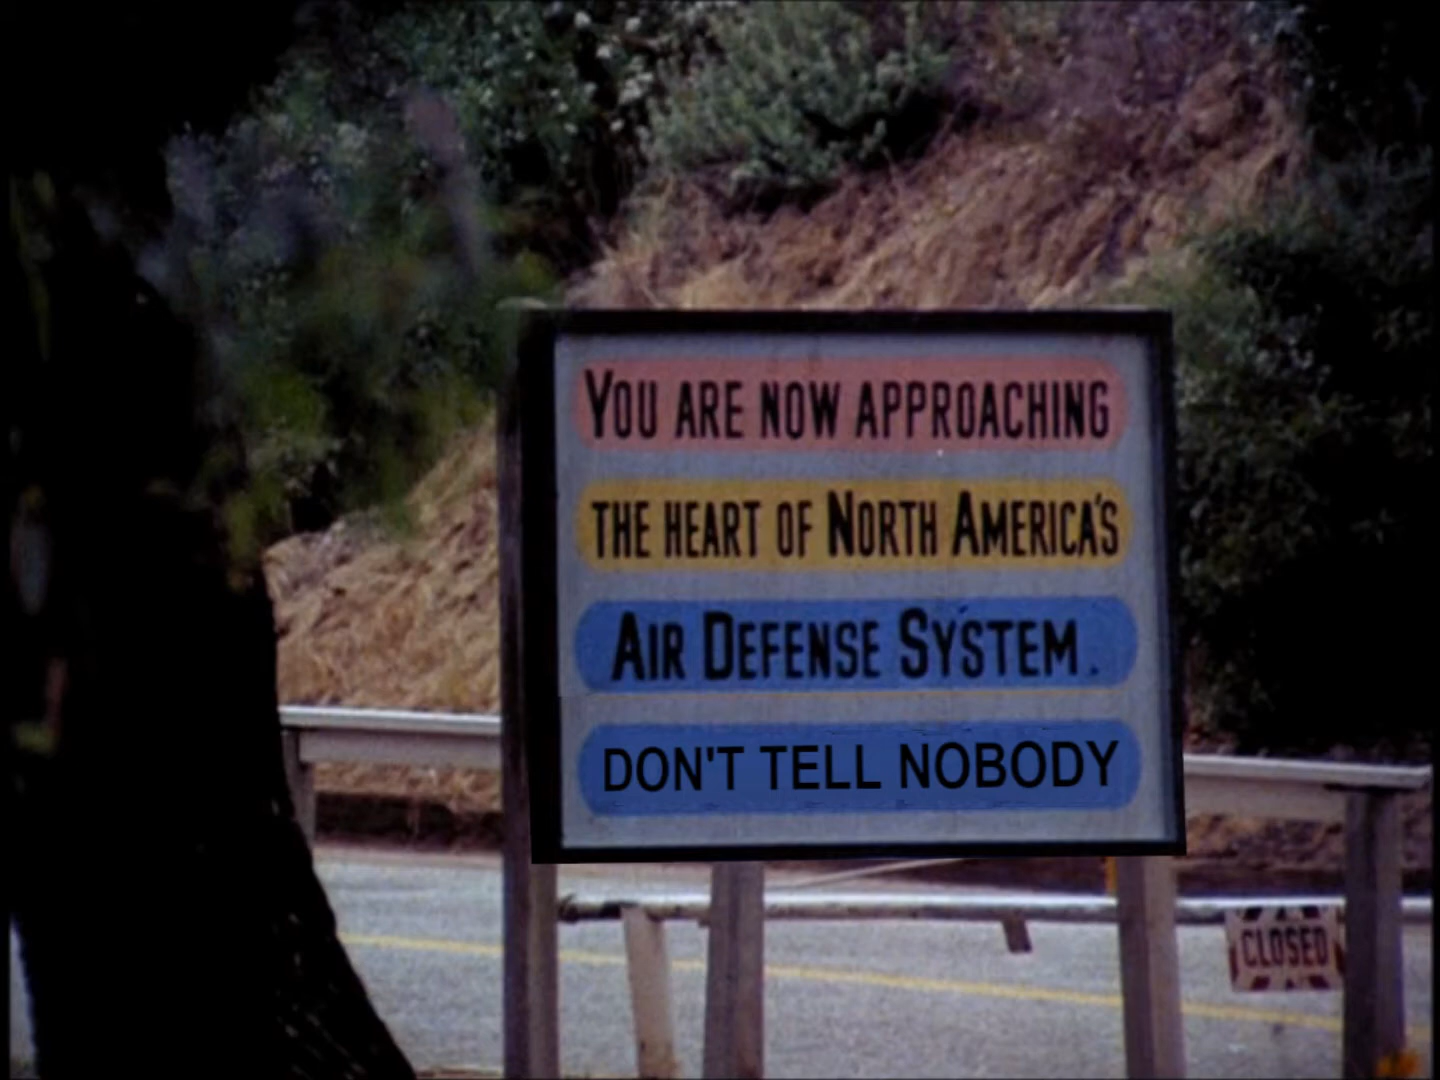 YOU ARE NOW APPROACHING
THE HEART OF NORTH AMERICA'S
AIR DEFENSE SYSTEM.
DON'T TELL NOBODY
CLOSED